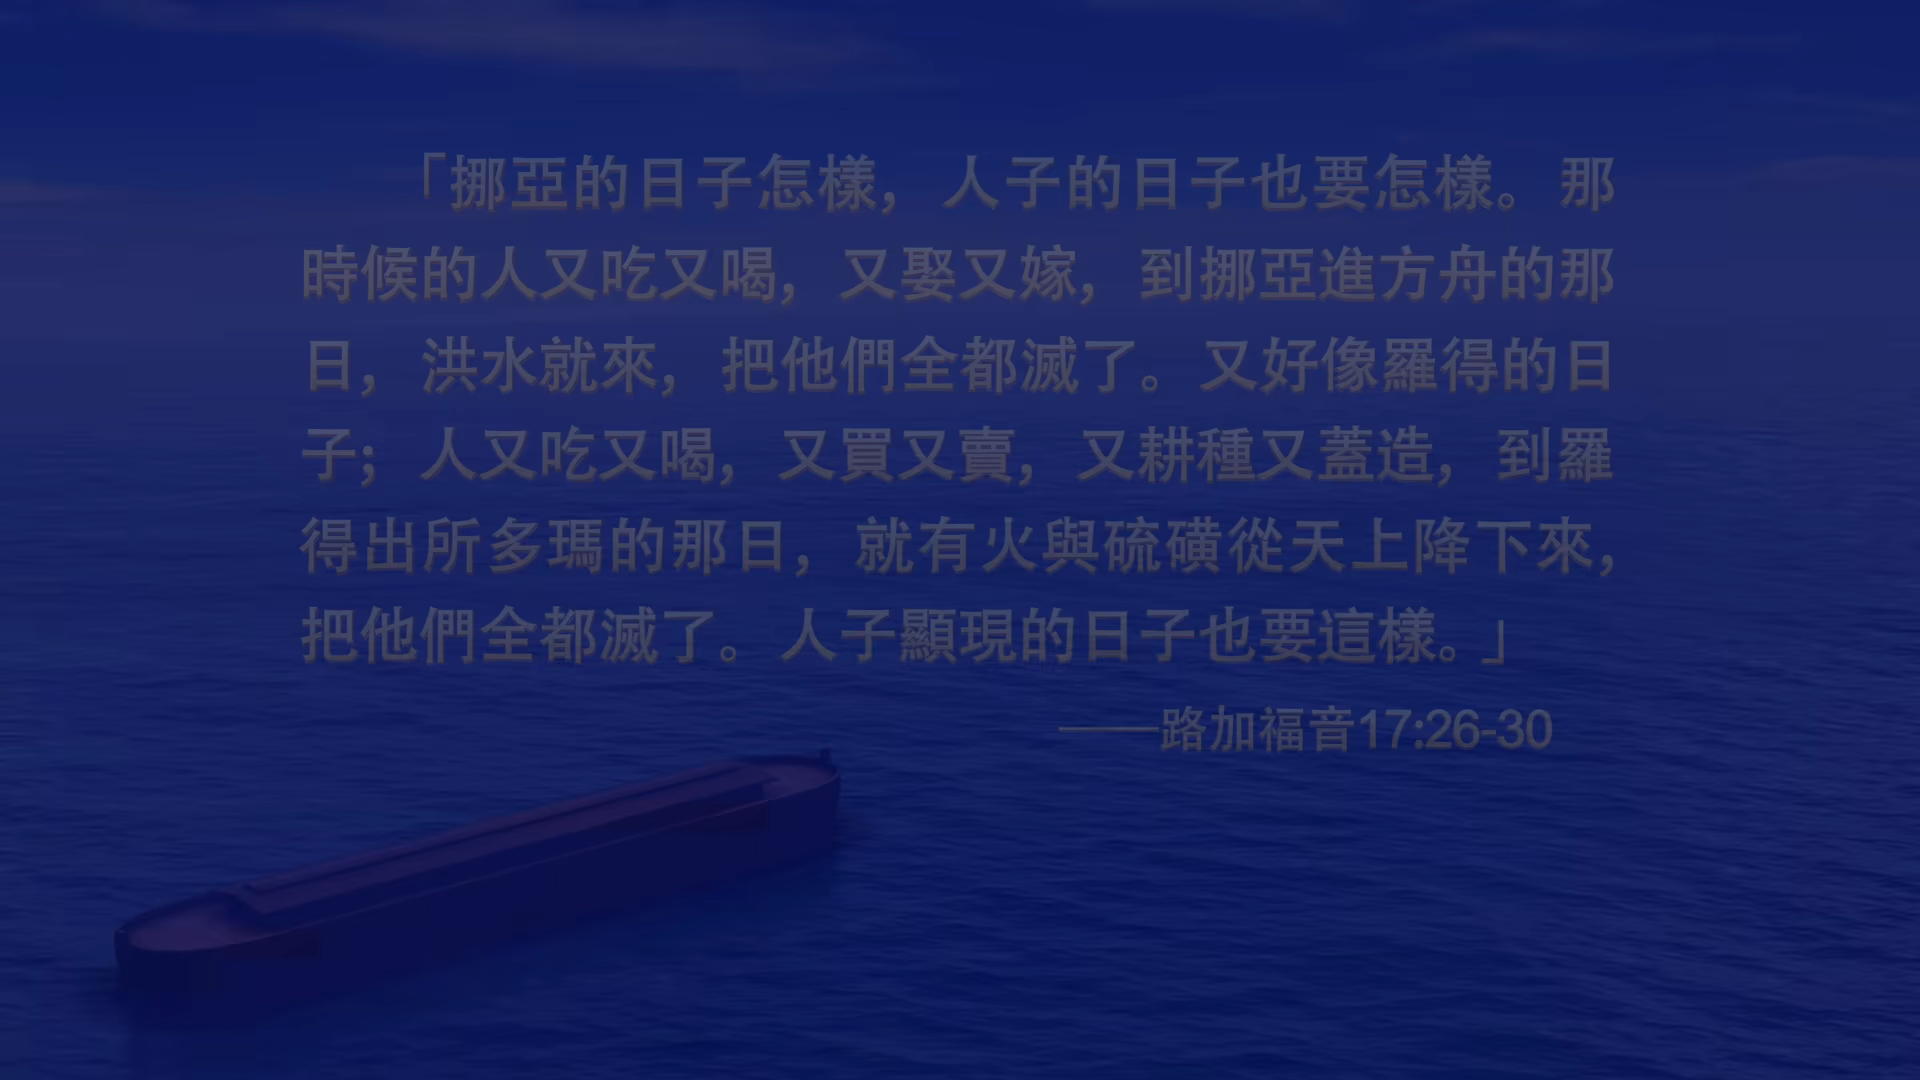 「挪亞的日子怎樣，人子的日子也要怎樣。那
時候的人又吃又喝，又娶又嫁，到挪亞進方舟的那
日，洪水就來，把他們全都滅了。又好像羅得的日
子；人又吃又喝，又買又賣，又耕種又蓋造，到羅
得出所多瑪的那日，就有火與硫磺從天上降下來，
把他們全都滅了。人子顯現的日子也要這樣。」
——路加福音17:26-30